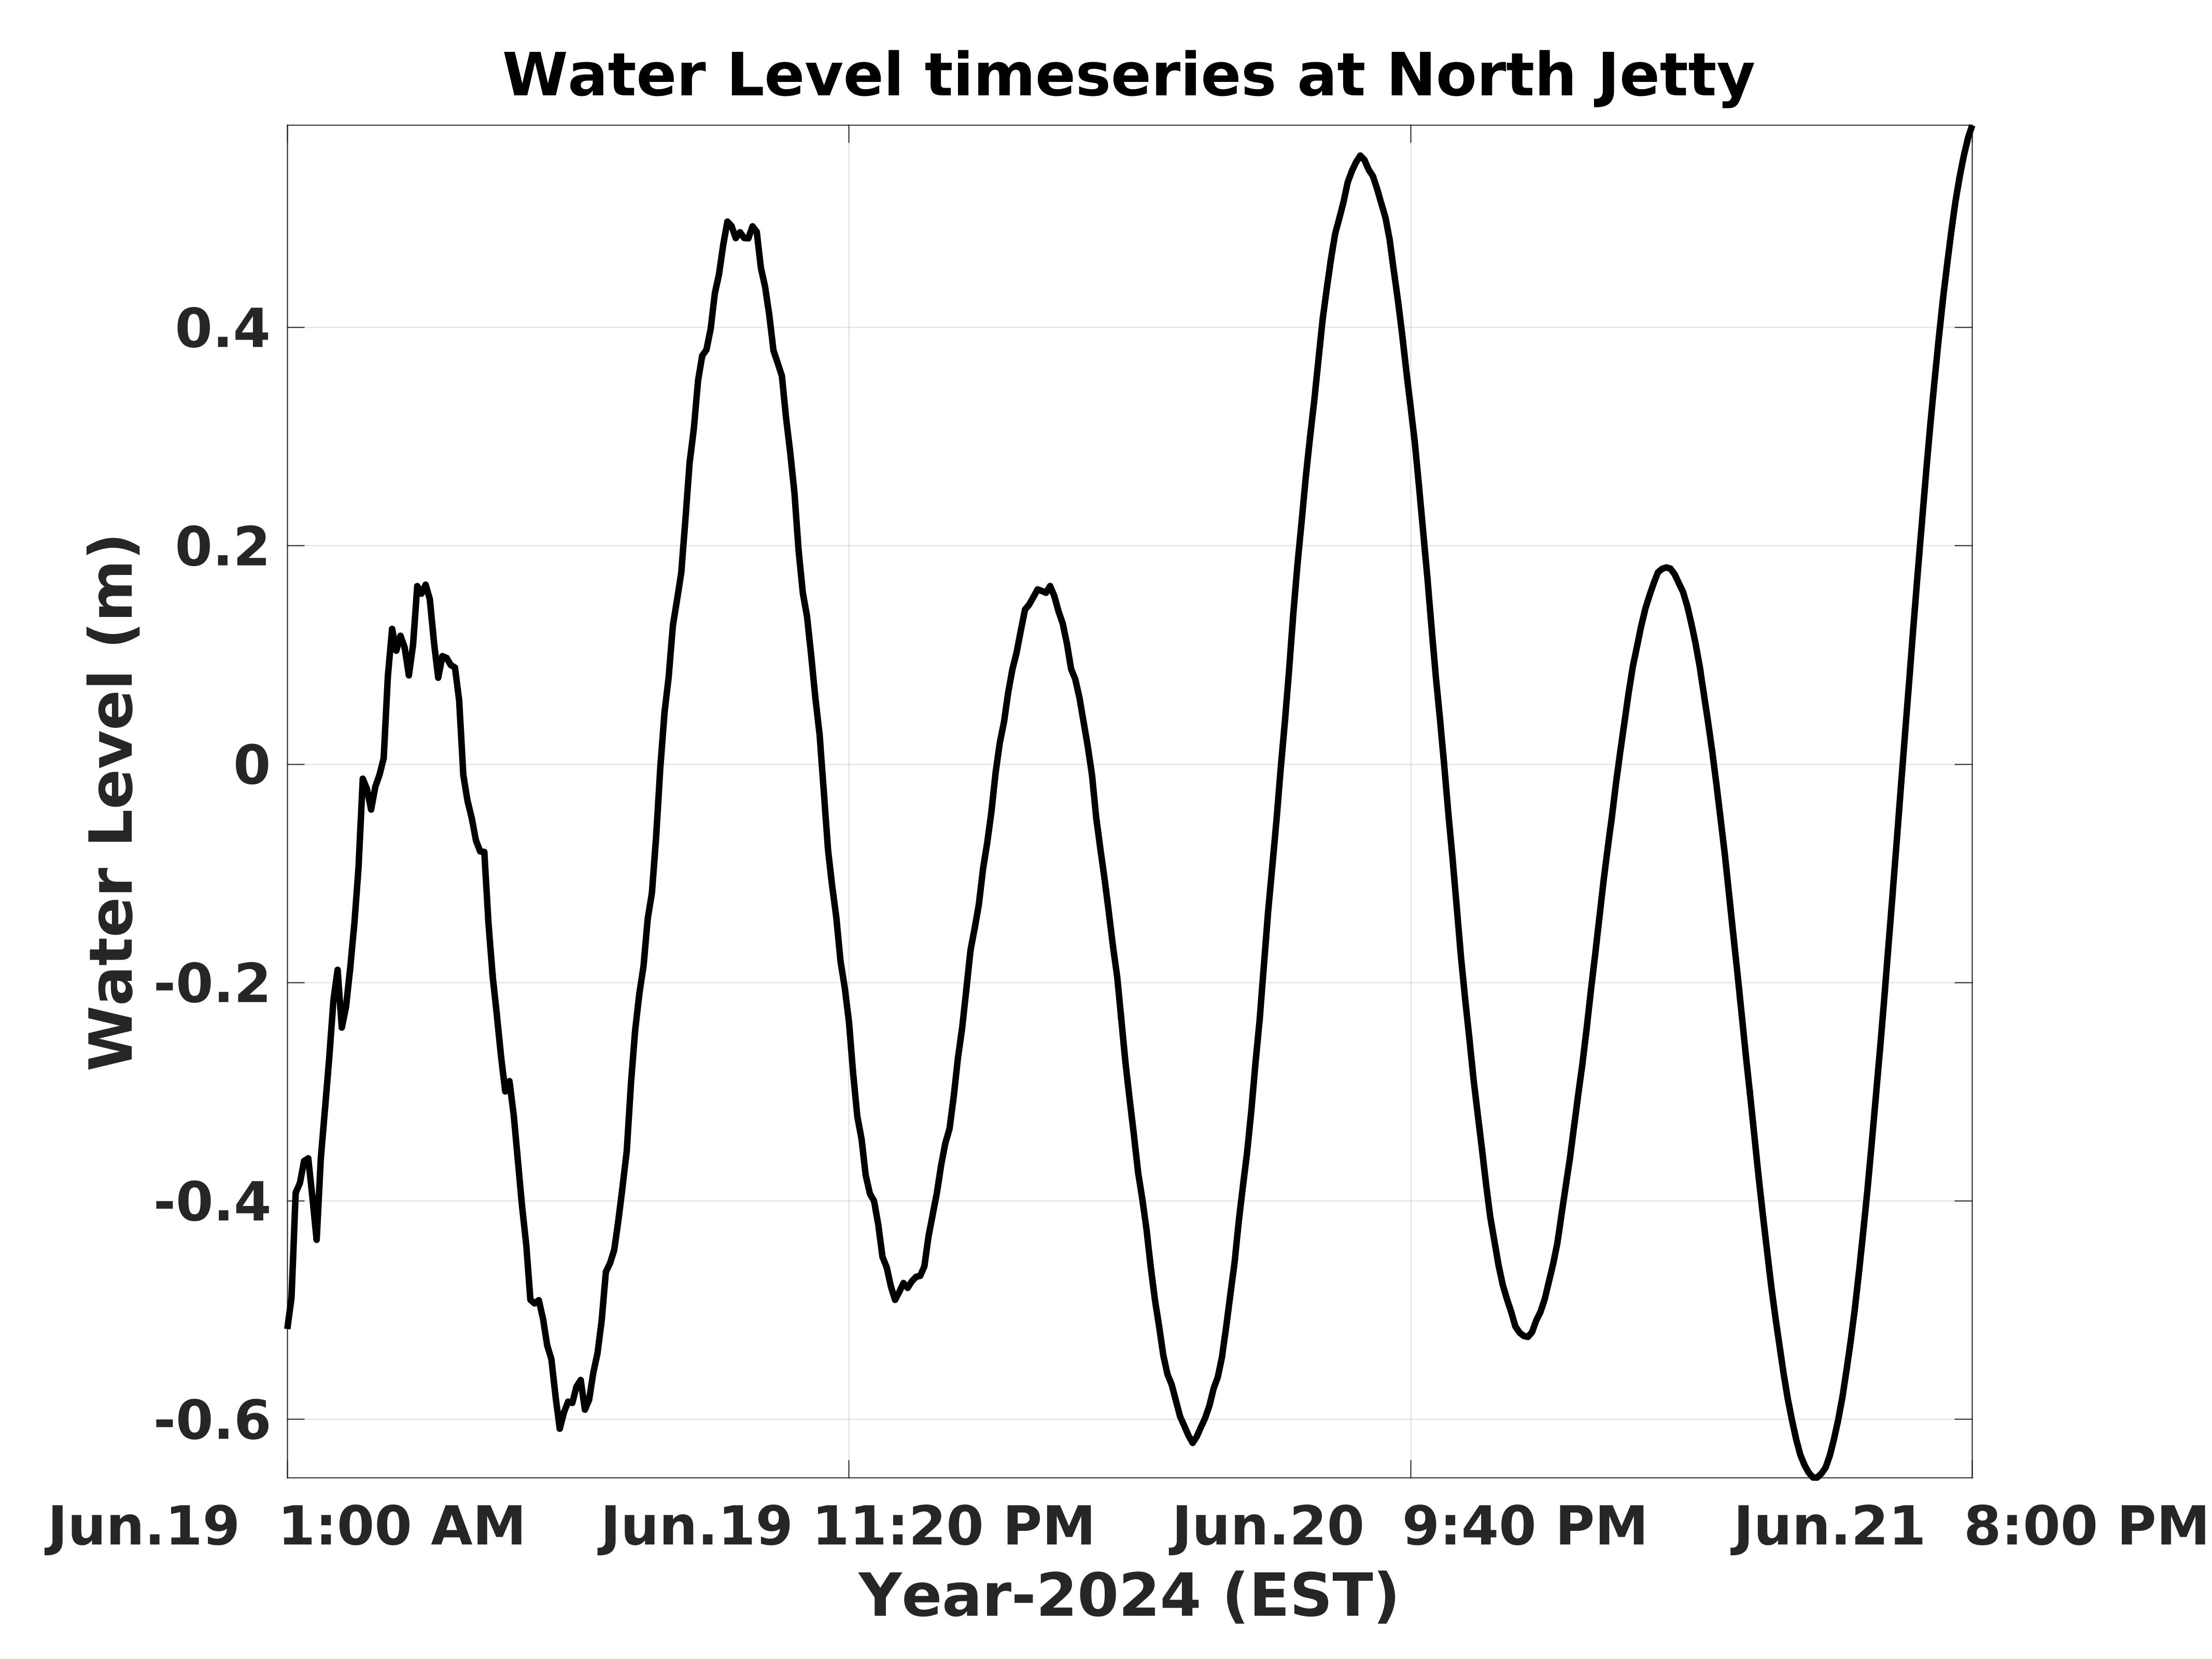 Water Level timeseries at North Jetty
Water Level (m)
0.4
0.2
0
-0.2
-0.4
-0.6
Jun.19  1:00 AM
Jun.19 11:20 PM
Jun.20  9:40 PM
Jun.21  8:00 PM
Year-2024 (EST)